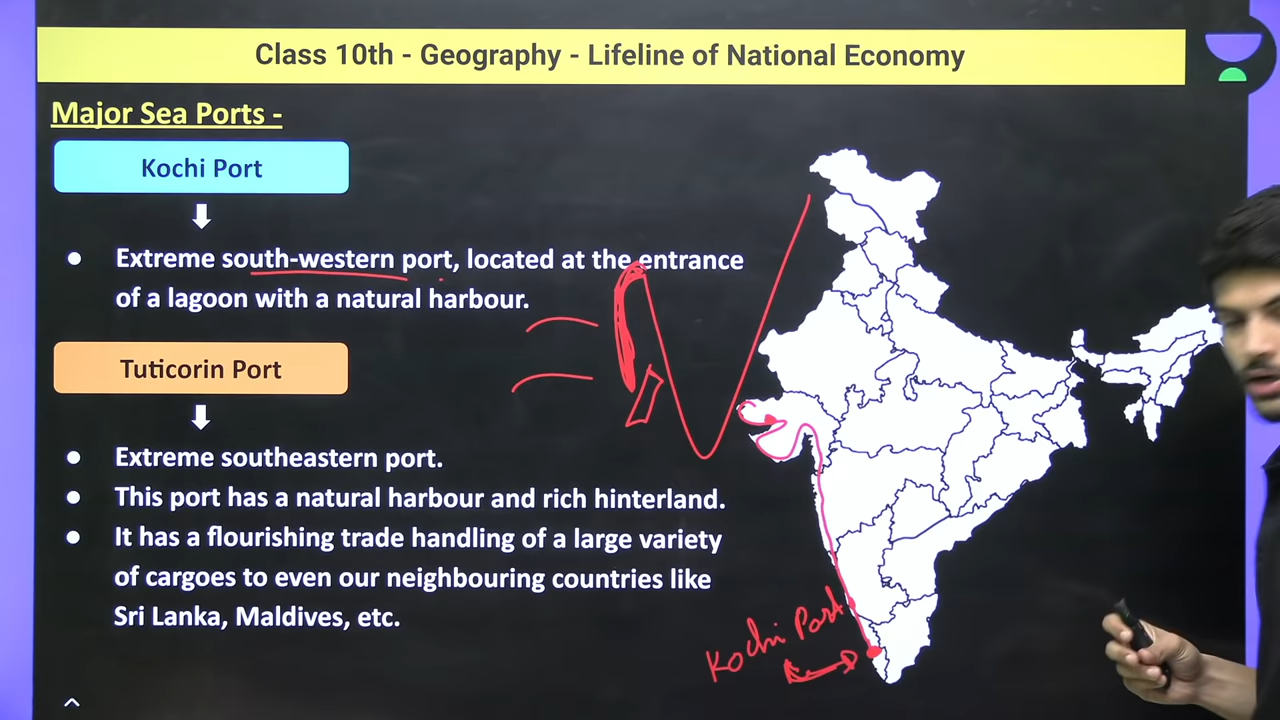 Class 10th - Geography - Lifeline of National Economy
Major Sea Ports -
Kochi Port
Extreme south-western port, located at the entrance
of a lagoon with a natural harbour.
Tuticorin Port
Extreme southeastern port.
This port has a natural harbour and rich hinterland.
It has a flourishing trade handling of a large variety
of cargoes to even our neighbouring countries like
Sri Lanka, Maldives, etc.
Kochi Port